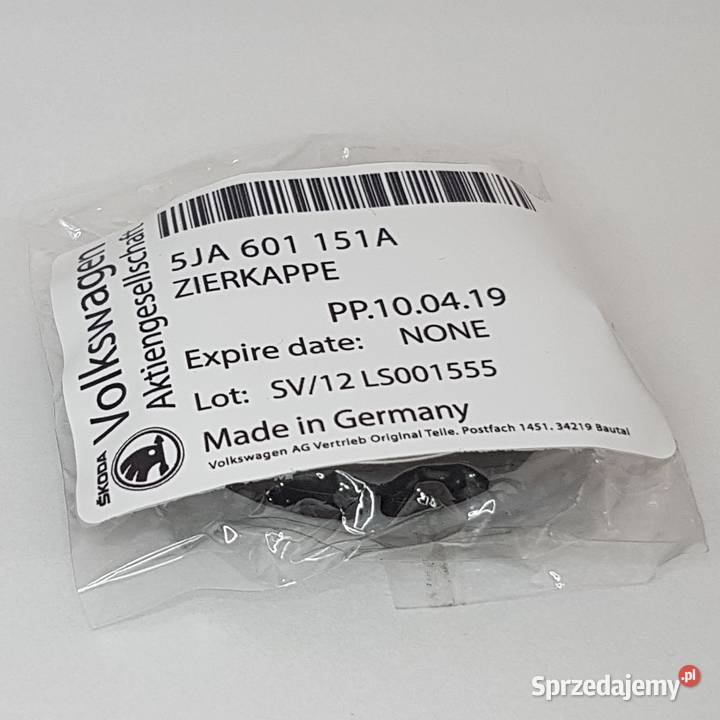 5JA 601 151A
ZIERKAPPE
PP.10.04.19
Expire date: NONE
Lot: SV/12 LS001555
Made in Germany
Volkswagen AG Vertrieb Original Teile. Postfach 1451. 34219 Bautal
Volkswagen
Aktiengesellschaft
ŠKODA
Sprzedajemy.pl